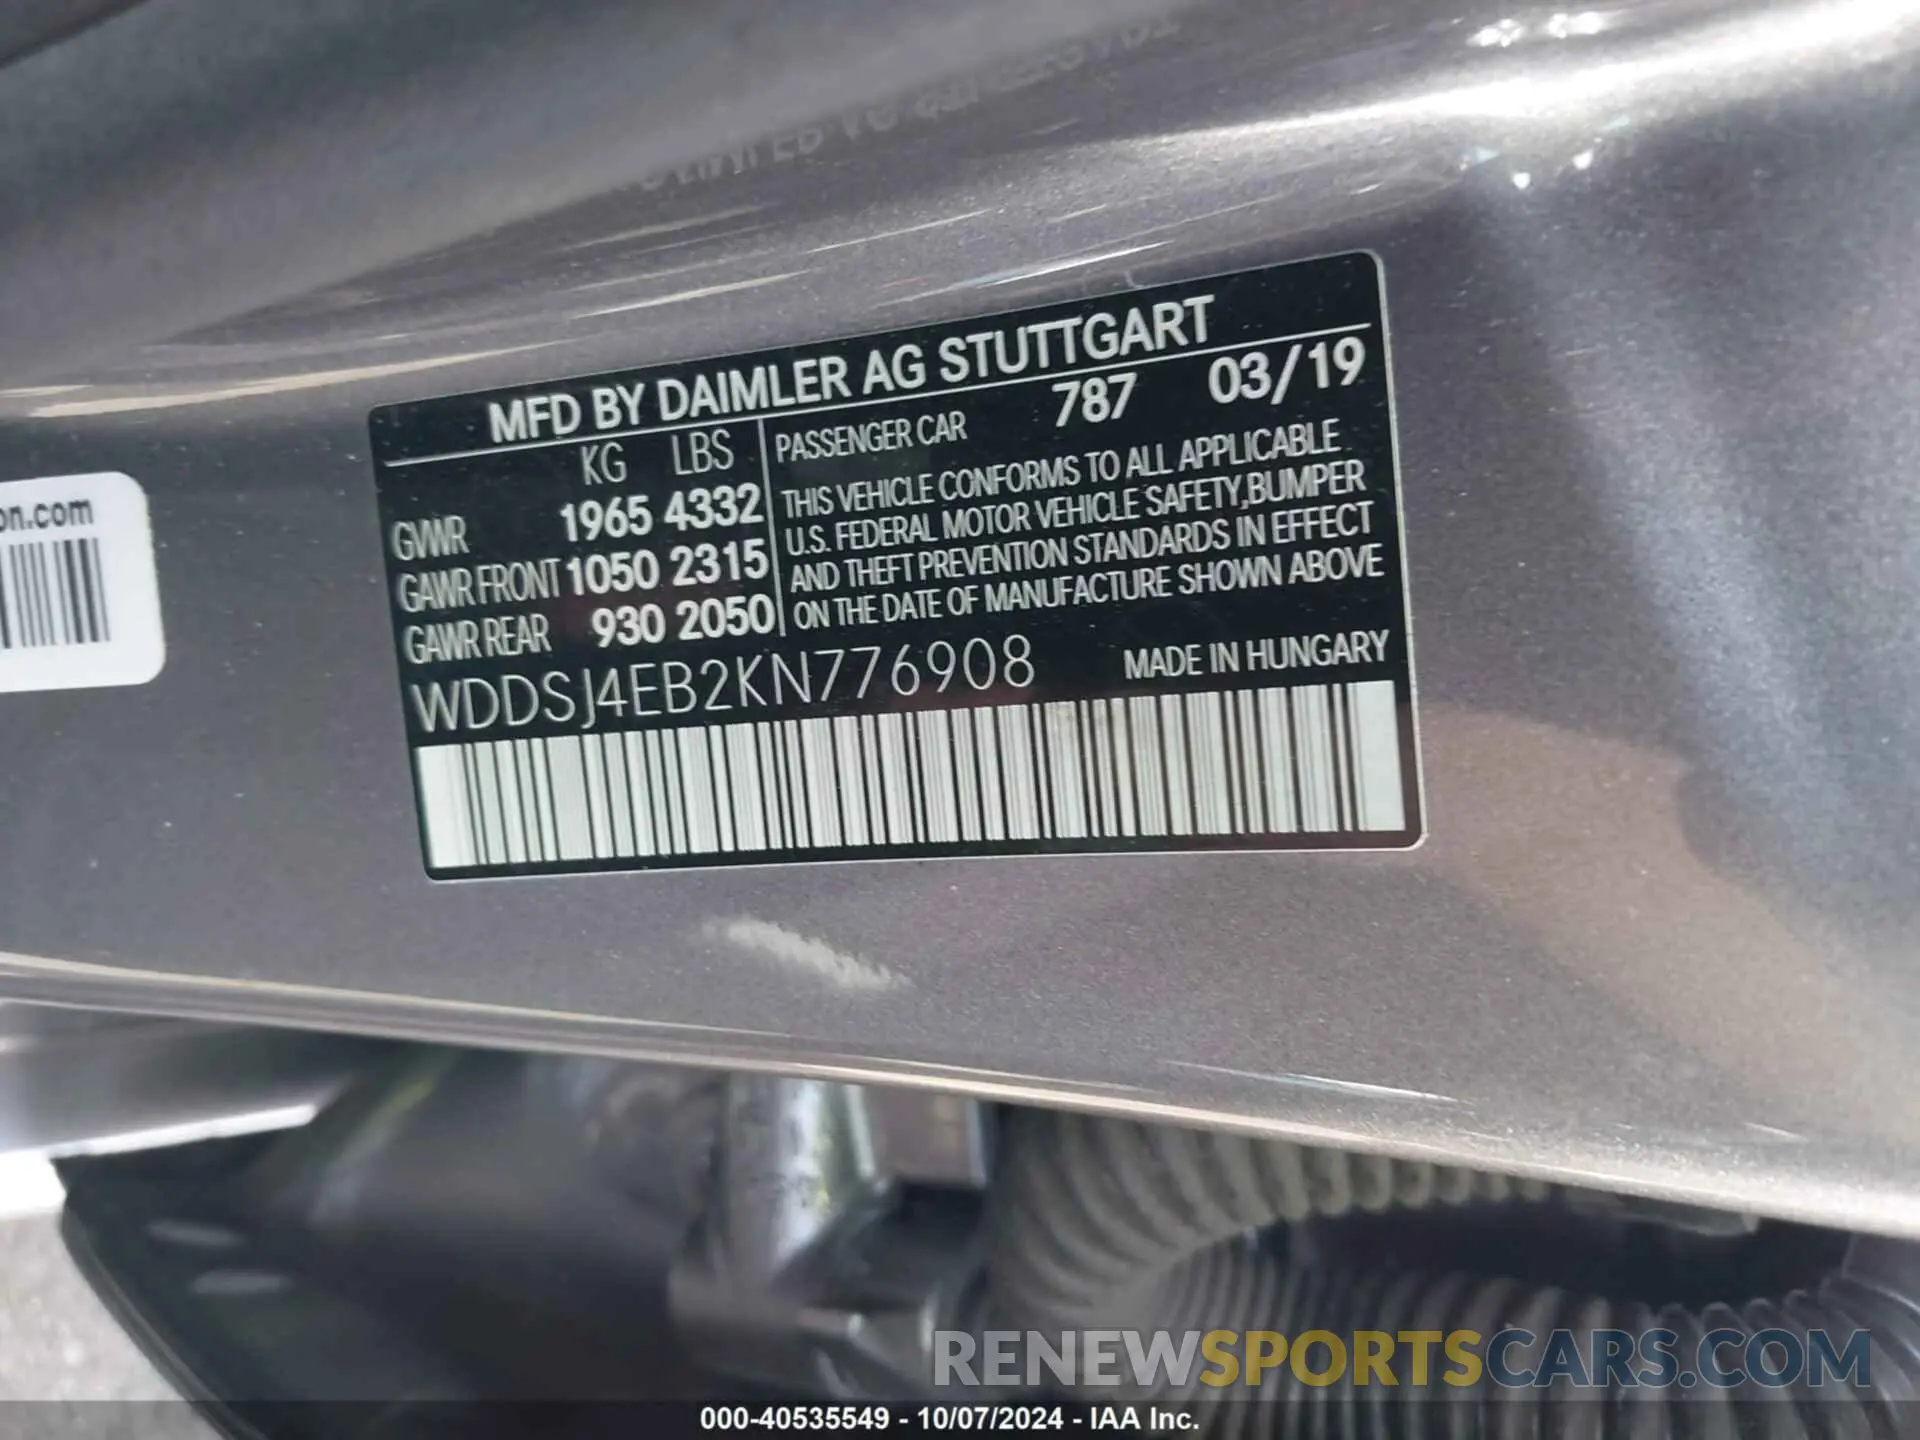 on.com
MFD BY DAIMLER AG STUTTGART
KG LBS
PASSENGER CAR 787 03/19
GVWR 1965 4332
GAWR FRONT 1050 2315
GAWR REAR 930 2050
THIS VEHICLE CONFORMS TO ALL APPLICABLE
U.S. FEDERAL MOTOR VEHICLE SAFETY,BUMPER
AND THEFT PREVENTION STANDARDS IN EFFECT
ON THE DATE OF MANUFACTURE SHOWN ABOVE
WDDSJ4EB2KN776908 MADE IN HUNGARY
RENEWSPORTSCARS.COM
000-40535549 - 10/07/2024 - IAA Inc.